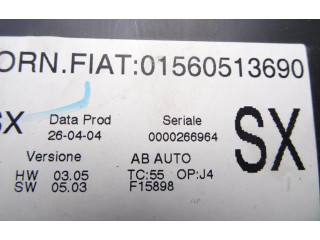 ORN.FIAT:01560513690
SX Data Prod Seriale
26-04-04 0000266964 SX
Versione AB AUTO
HW 03.05 TC:55 OP:J4
SW 05.03 F15898